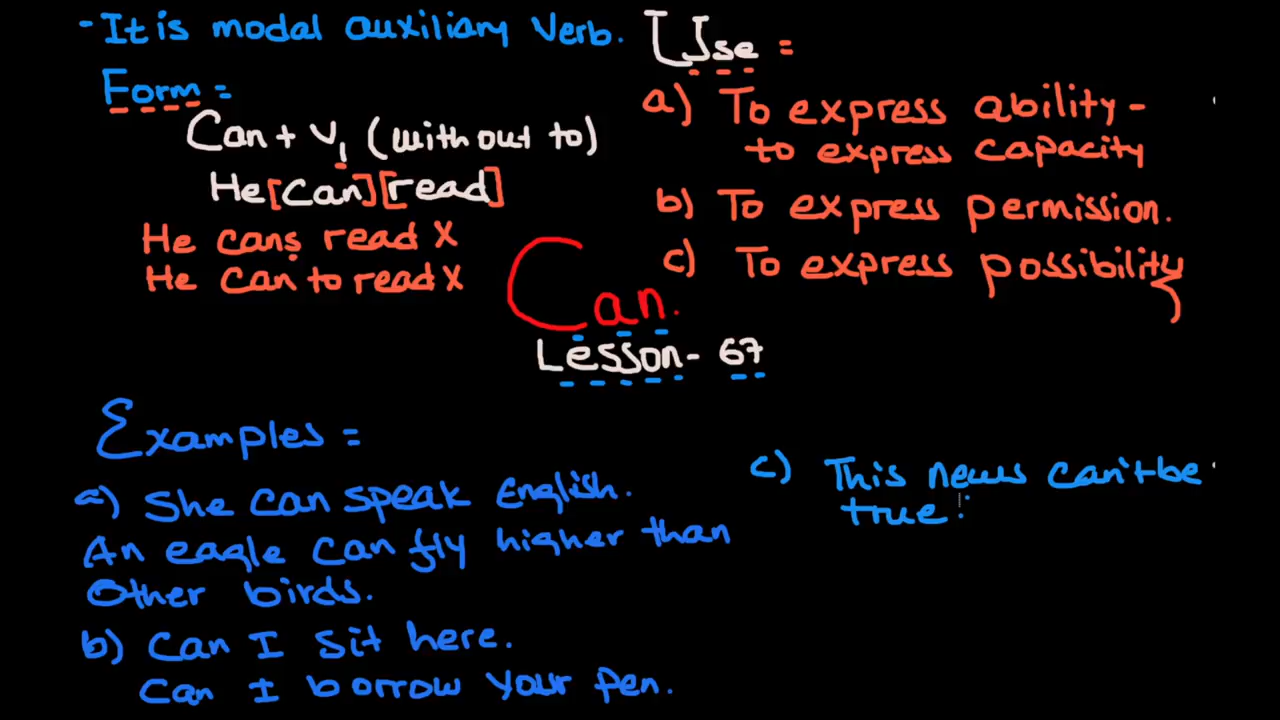 - It is modal auxiliary Verb.
Form =
Can + V1 (with out to)
He [can] [read]
He cans read X
He can to read X
Use =
a) To express ability -
to express capacity
b) To express permission.
c) To express possibility
Can.
Lesson - 67
Examples =
a) She can speak English.
An eagle can fly higher than
Other birds.
b) Can I sit here.
Can I borrow your pen.
c) This news can't be
true.